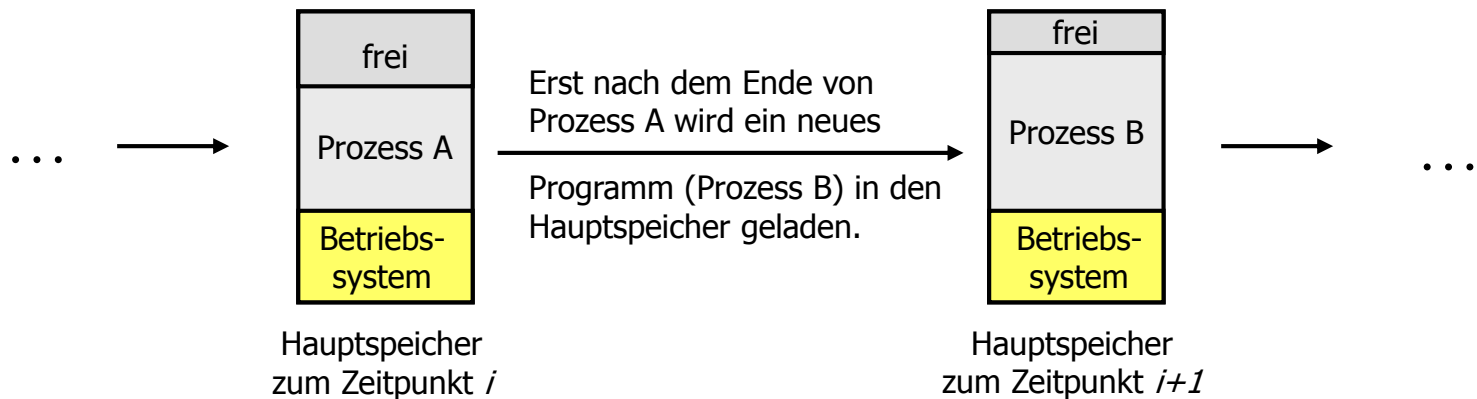 ...
frei
Prozess A
Betriebs-
system
Hauptspeicher
zum Zeitpunkt i
Erst nach dem Ende von
Prozess A wird ein neues
Programm (Prozess B) in den
Hauptspeicher geladen.
frei
Prozess B
Betriebs-
system
Hauptspeicher
zum Zeitpunkt i+1
...